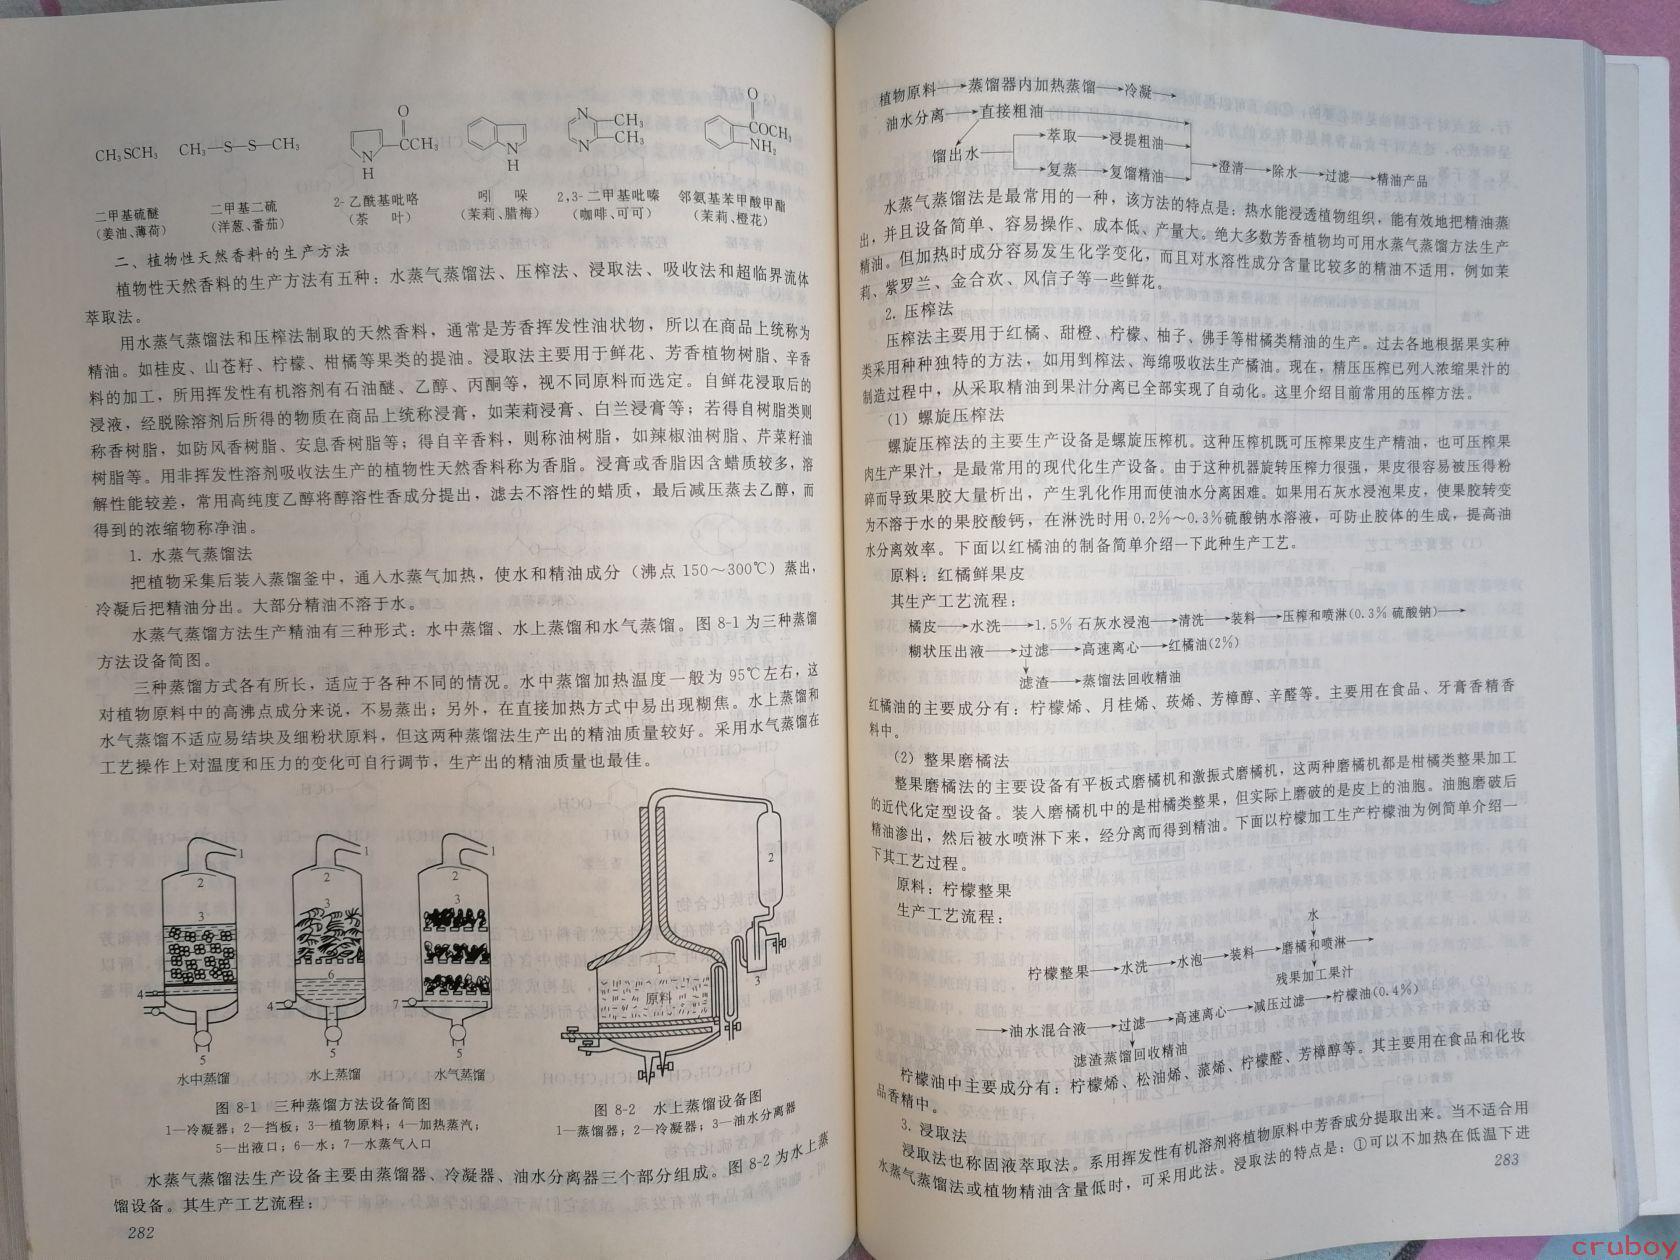 CH₃SCH₃ CH₃—S—S—CH₃ N H O CCH₃ N H N N CH₃ CH₃ O COCH₃ NH₂
二甲基硫醚 二甲基二硫 2-乙酰基吡咯 吲 哚 2,3-二甲基吡嗪 邻氨基苯甲酸甲酯
(姜油、薄荷) (洋葱、番茄) (茶 叶) (茉莉、腊梅) (咖啡、可可) (茉莉、橙花)
二、植物性天然香料的生产方法
植物性天然香料的生产方法有五种：水蒸气蒸馏法、压榨法、浸取法、吸收法和超临界流体
萃取法。
用水蒸气蒸馏法和压榨法制取的天然香料，通常是芳香挥发性油状物，所以在商品上统称为
精油。如桂皮、山苍籽、柠檬、柑橘等果类的提油。浸取法主要用于鲜花、芳香植物树脂、辛香
料的加工，所用挥发性有机溶剂有石油醚、乙醇、丙酮等，视不同原料而选定。自鲜花浸取后的
浸液，经脱除溶剂后所得的物质在商品上统称浸膏，如茉莉浸膏、白兰浸膏等；若得自树脂类则
称香树脂，如防风香树脂、安息香树脂等；得自辛香料，则称油树脂，如辣椒油树脂、芹菜籽油
树脂等。用非挥发性溶剂吸收法生产的植物性天然香料称为香脂。浸膏或香脂因含蜡质较多，溶
解性能较差，常用高纯度乙醇将醇溶性香成分提出，滤去不溶性的蜡质，最后减压蒸去乙醇，而
得到的浓缩物称净油。
1. 水蒸气蒸馏法
把植物采集后装入蒸馏釜中，通入水蒸气加热，使水和精油成分（沸点 150～300℃）蒸出，
冷凝后把精油分出。大部分精油不溶于水。
水蒸气蒸馏方法生产精油有三种形式：水中蒸馏、水上蒸馏和水气蒸馏。图 8-1 为三种蒸馏
方法设备简图。
三种蒸馏方式各有所长，适应于各种不同的情况。水中蒸馏加热温度一般为 95℃左右，这
对植物原料中的高沸点成分来说，不易蒸出；另外，在直接加热方式中易出现糊焦。水上蒸馏和
水气蒸馏不适应易结块及细粉状原料，但这两种蒸馏法生产出的精油质量较好。采用水气蒸馏在
工艺操作上对温度和压力的变化可自行调节，生产出的精油质量也最佳。
1 2 3 4 5
1 2 3 6 4 5
1 2 3 7 5
水中蒸馏 水上蒸馏 水气蒸馏
图 8-1 三种蒸馏方法设备简图
1—冷凝器；2—挡板；3—植物原料；4—加热蒸汽；
5—出液口；6—水；7—水蒸气入口
1 原料 2 3
图 8-2 水上蒸馏设备图
1—蒸馏器；2—冷凝器；3—油水分离器
水蒸气蒸馏法生产设备主要由蒸馏器、冷凝器、油水分离器三个部分组成。图 8-2 为水上蒸
馏设备。其生产工艺流程：
282
植物原料→蒸馏器内加热蒸馏→冷凝→
油水分离→直接粗油
萃取→浸提粗油
馏出水
复蒸→复馏精油
→澄清→除水→过滤→精油产品
水蒸气蒸馏法是最常用的一种，该方法的特点是：热水能浸透植物组织，能有效地把精油蒸
出，并且设备简单、容易操作、成本低、产量大。绝大多数芳香植物均可用水蒸气蒸馏方法生产
精油。但加热时成分容易发生化学变化，而且对水溶性成分含量比较多的精油不适用，例如茉
莉、紫罗兰、金合欢、风信子等一些鲜花。
2. 压榨法
压榨法主要用于红橘、甜橙、柠檬、柚子、佛手等柑橘类精油的生产。过去各地根据果实种
类采用种种独特的方法，如用到榨法、海绵吸收法生产橘油。现在，精压压榨已列入浓缩果汁的
制造过程中，从采取精油到果汁分离已全部实现了自动化。这里介绍目前常用的压榨方法。
(1) 螺旋压榨法
螺旋压榨法的主要生产设备是螺旋压榨机。这种压榨机既可压榨果皮生产精油，也可压榨果
肉生产果汁，是最常用的现代化生产设备。由于这种机器旋转压榨力很强，果皮很容易被压得粉
碎而导致果胶大量析出，产生乳化作用而使油水分离困难。如果用石灰水浸泡果皮，使果胶转变
为不溶于水的果胶酸钙，在淋洗时用 0.2%～0.3%硫酸钠水溶液，可防止胶体的生成，提高油
水分离效率。下面以红橘油的制备简单介绍一下此种生产工艺。
原料：红橘鲜果皮
其生产工艺流程：
橘皮→水洗→1.5% 石灰水浸泡→清洗→装料→压榨和喷淋(0.3% 硫酸钠)→
糊状压出液→过滤→高速离心→红橘油(2%)
滤渣→蒸馏法回收精油
红橘油的主要成分有：柠檬烯、月桂烯、莰烯、芳樟醇、辛醛等。主要用在食品、牙膏香精香
料中。
(2) 整果磨橘法
整果磨橘法的主要设备有平板式磨橘机和激振式磨橘机，这两种磨橘机都是柑橘类整果加工
的近代化定型设备。装入磨橘机中的是柑橘类整果，但实际上磨破的是皮上的油胞。油胞磨破后
精油渗出，然后被水喷淋下来，经分离而得到精油。下面以柠檬加工生产柠檬油为例简单介绍一
下其工艺过程。
原料：柠檬整果
生产工艺流程：
水
柠檬整果→水洗→水泡→装料→磨橘和喷淋→
残果加工果汁
→油水混合液→过滤→高速离心→减压过滤→柠檬油(0.4%)
滤渣蒸馏回收精油
柠檬油中主要成分有：柠檬烯、松油烯、蒎烯、柠檬醛、芳樟醇等。其主要用在食品和化妆
品香精中。
3. 浸取法
浸取法也称固液萃取法。系用挥发性有机溶剂将植物原料中芳香成分提取出来。当不适合用
水蒸气蒸馏法或植物精油含量低时，可采用此法。浸取法的特点是：①可以不加热在低温下进
283
cruboy